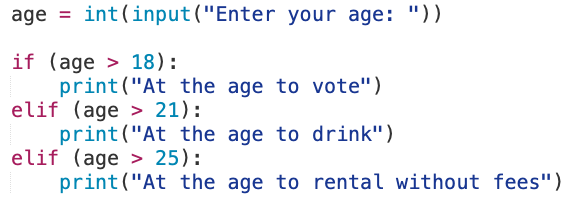 age = int(input("Enter your age: "))
if (age > 18):
    print("At the age to vote")
elif (age > 21):
    print("At the age to drink")
elif (age > 25):
    print("At the age to rental without fees")